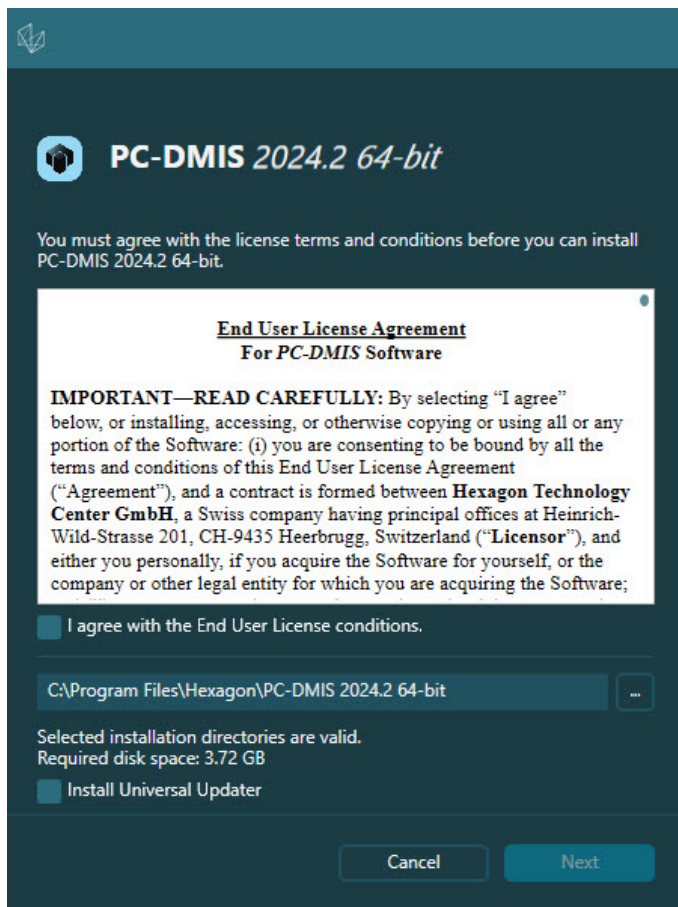 PC-DMIS 2024.2 64-bit
You must agree with the license terms and conditions before you can install
PC-DMIS 2024.2 64-bit.
End User License Agreement
For PC-DMIS Software
IMPORTANT—READ CAREFULLY: By selecting “I agree”
below, or installing, accessing, or otherwise copying or using all or any
portion of the Software: (i) you are consenting to be bound by all the
terms and conditions of this End User License Agreement
(“Agreement”), and a contract is formed between Hexagon Technology
Center GmbH, a Swiss company having principal offices at Heinrich-
Wild-Strasse 201, CH-9435 Heerbrugg, Switzerland (“Licensor”), and
either you personally, if you acquire the Software for yourself, or the
company or other legal entity for which you are acquiring the Software;
I agree with the End User License conditions.
C:\Program Files\Hexagon\PC-DMIS 2024.2 64-bit
...
Selected installation directories are valid.
Required disk space: 3.72 GB
Install Universal Updater
Cancel
Next